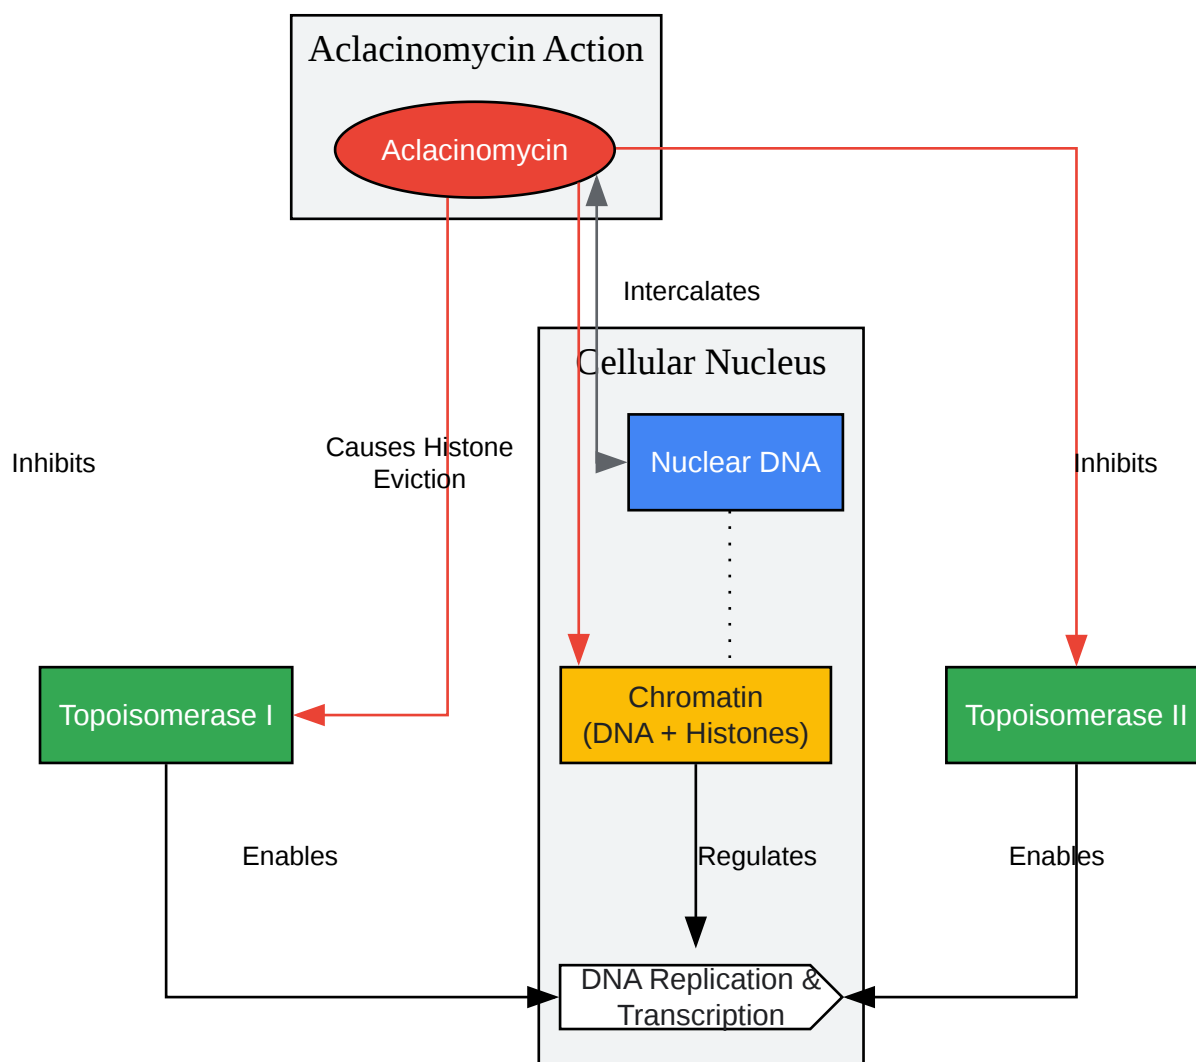 Aclacinomycin Action
Aclacinomycin
Intercalates
Cellular Nucleus
Causes Histone
Eviction
Inhibits
Nuclear DNA
Inhibits
Topoisomerase I
Chromatin
(DNA + Histones)
Topoisomerase II
Enables
Regulates
Enables
DNA Replication &
Transcription